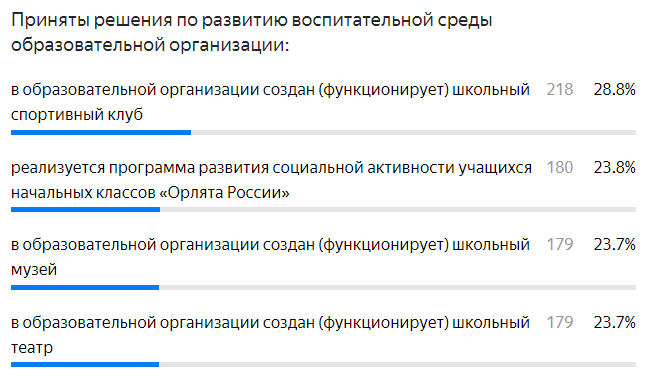 Приняты решения по развитию воспитательной среды
образовательной организации:
в образовательной организации создан (функционирует) школьный 218 28.8%
спортивный клуб
реализуется программа развития социальной активности учащихся 180 23.8%
начальных классов «Орлята России»
в образовательной организации создан (функционирует) школьный 179 23.7%
музей
в образовательной организации создан (функционирует) школьный 179 23.7%
театр